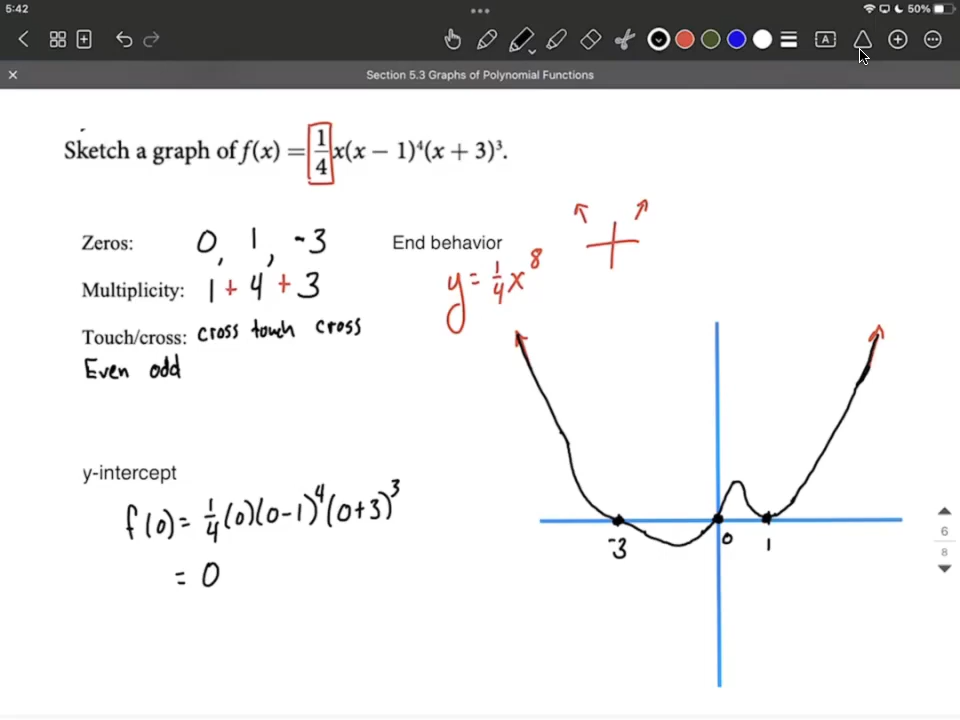 5:42
50%
A
Section 5.3 Graphs of Polynomial Functions
Sketch a graph of f(x) = 1/4 x(x − 1)⁴(x + 3)³.
Zeros: 0, 1, -3
Multiplicity: 1 + 4 + 3
Touch/cross: cross touch cross
Even odd
End behavior
y = 1/4 x⁸
y-intercept
f(0) = 1/4 (0)(0-1)⁴(0+3)³
= 0
-3
0
1
6
8